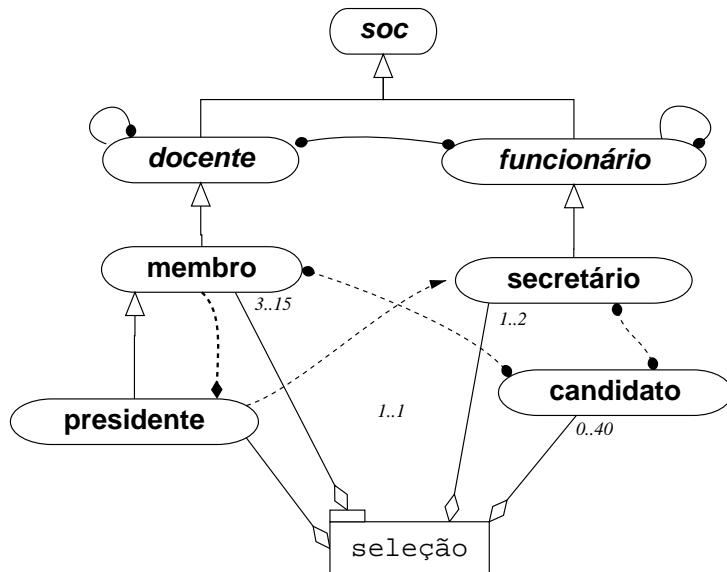 soc
docente
funcionário
membro
secretário
3..15
1..2
candidato
presidente
1..1
0..40
seleção